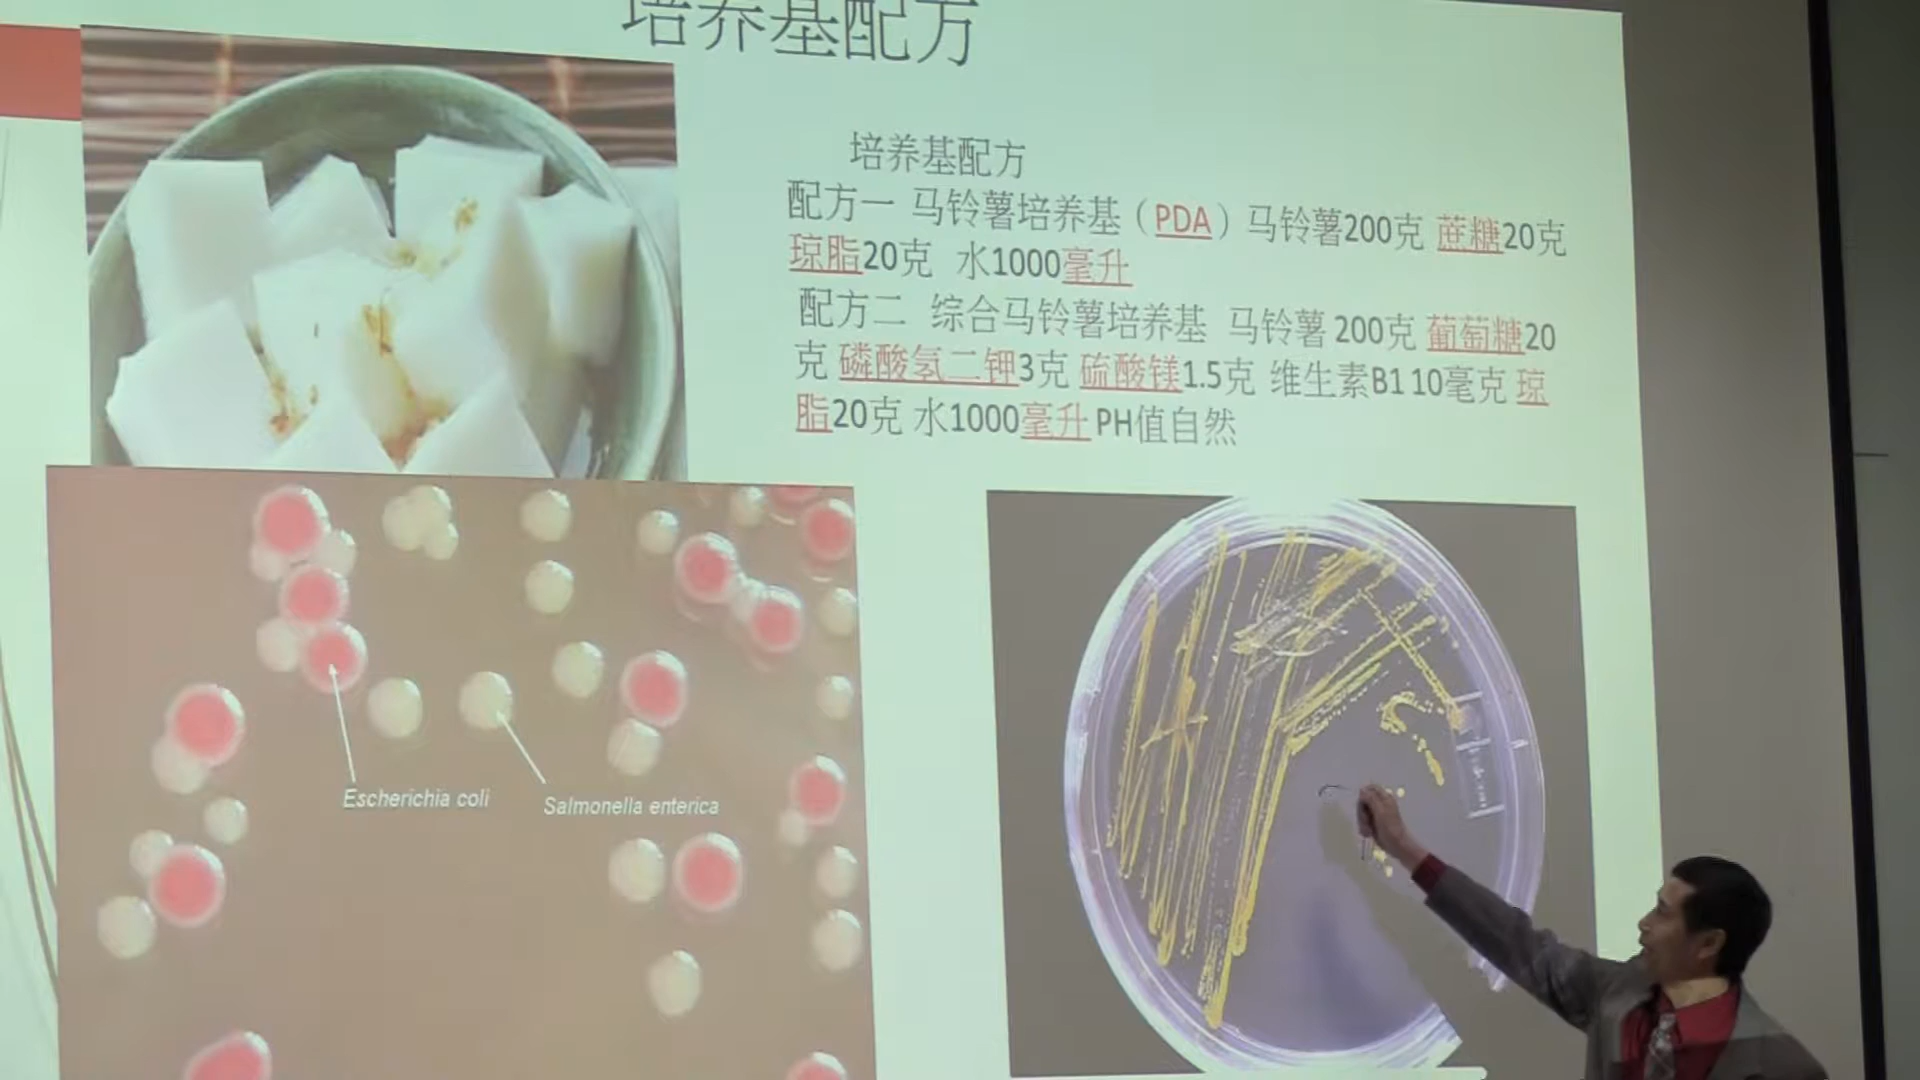 培养基配方
培养基配方
配方一 马铃薯培养基（PDA）马铃薯200克 蔗糖20克
琼脂20克 水1000毫升
配方二 综合马铃薯培养基 马铃薯 200克 葡萄糖20
克 磷酸氢二钾3克 硫酸镁1.5克 维生素B1 10毫克 琼
脂20克 水1000毫升 PH值自然
Escherichia coli
Salmonella enterica